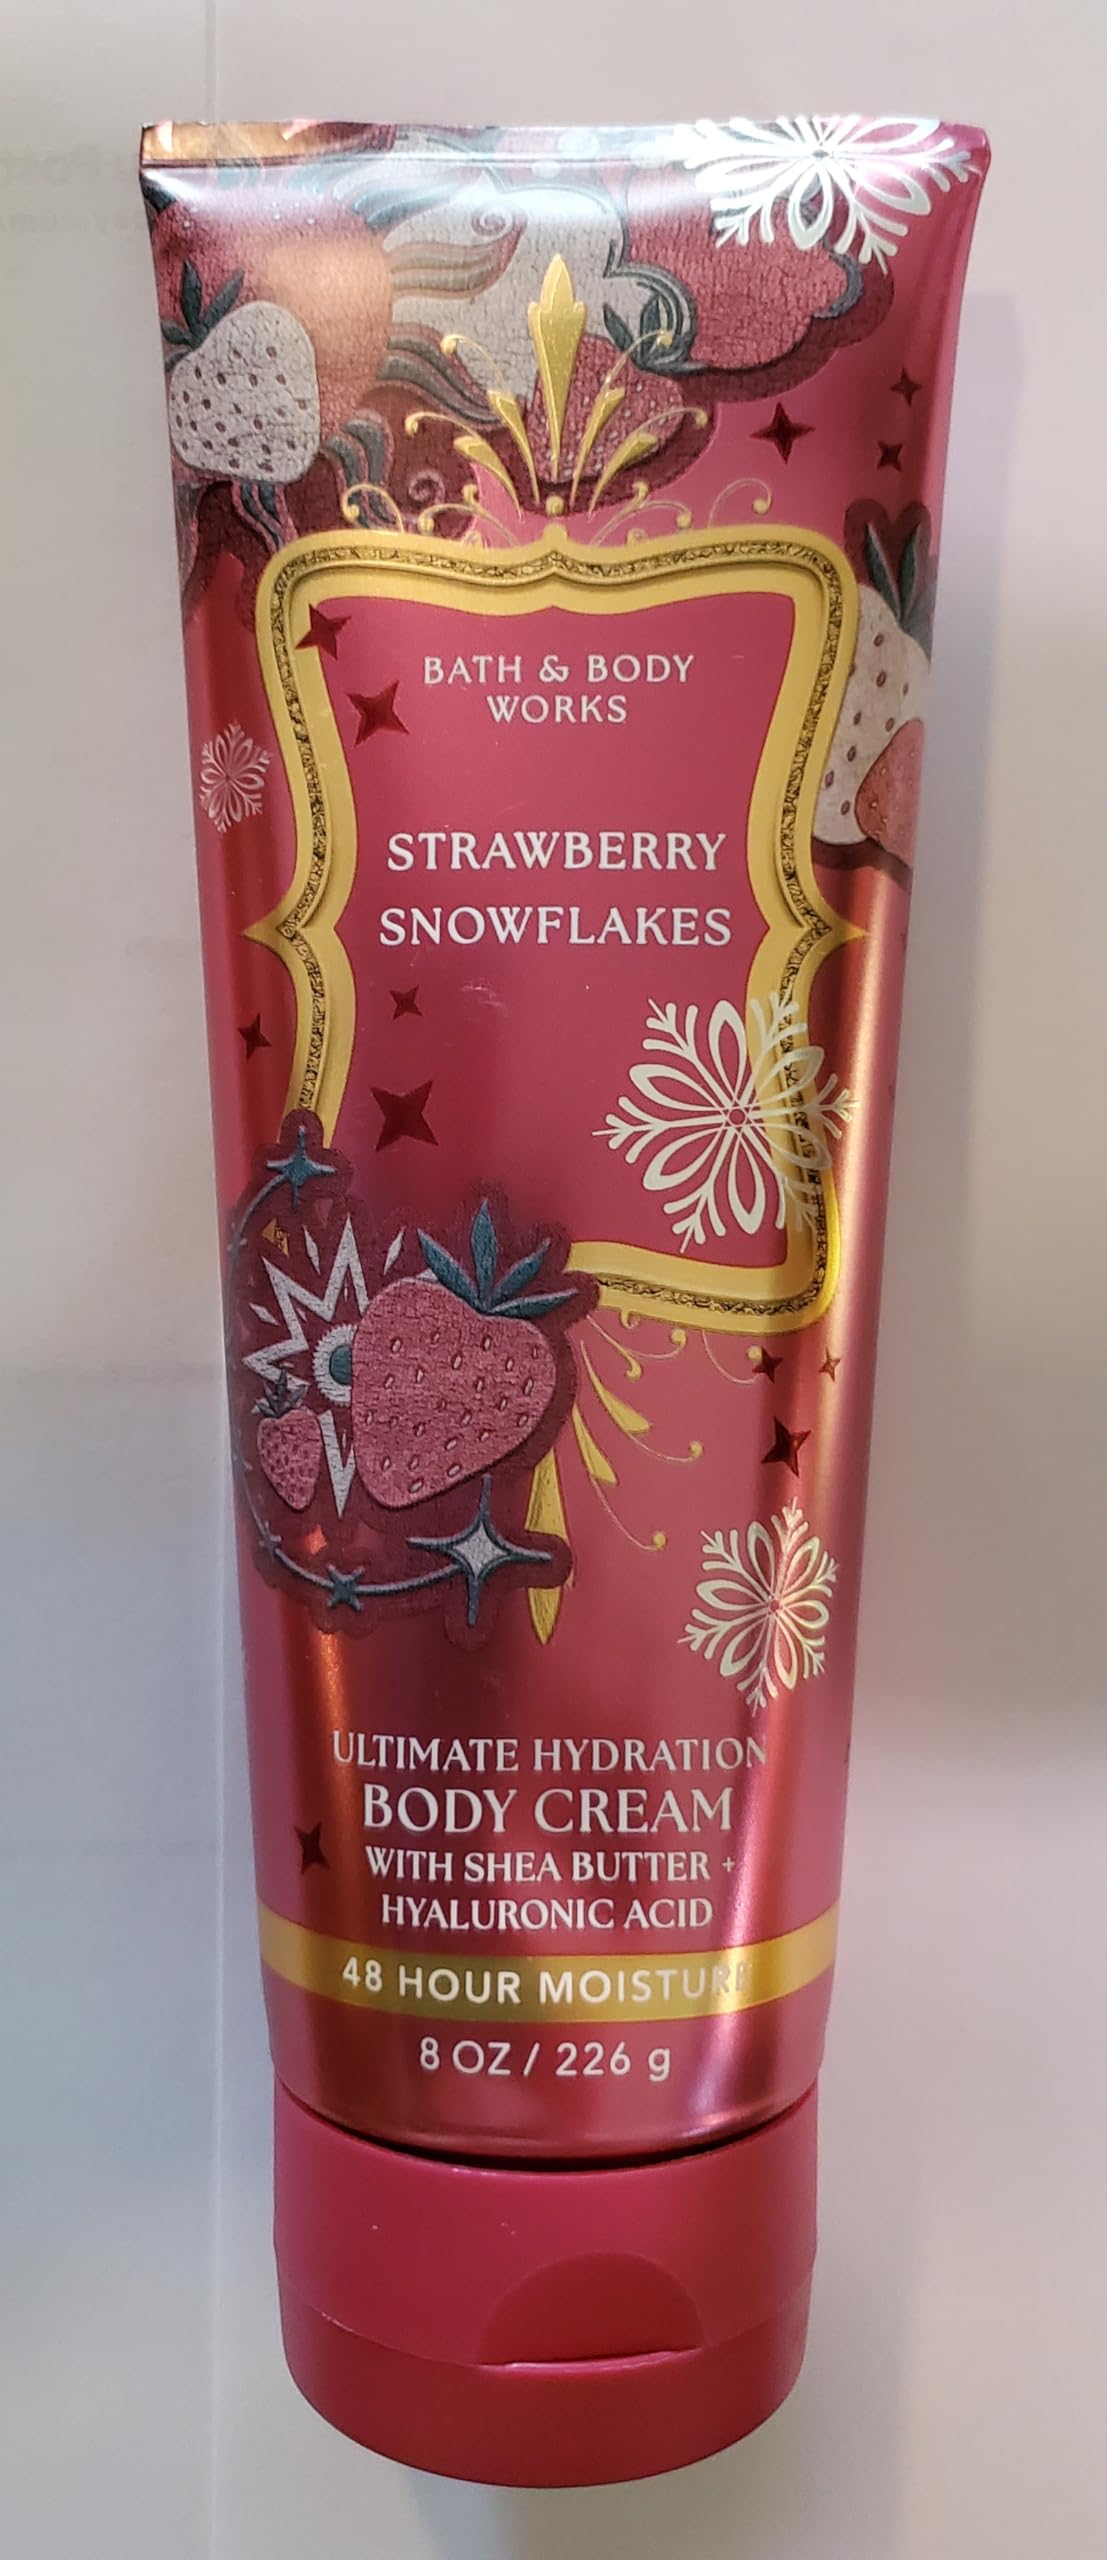 BATH & BODY
WORKS
STRAWBERRY
SNOWFLAKES
ULTIMATE HYDRATION
BODY CREAM
WITH SHEA BUTTER +
HYALURONIC ACID
48 HOUR MOISTURE
8 OZ / 226 g